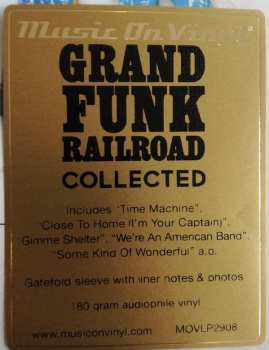 Music On Vinyl
GRAND
FUNK
RAILROAD
COLLECTED
Includes "Time Machine",
"Closer To Home (I'm Your Captain)",
"Gimme Shelter", "We're An American Band",
"Some Kind Of Wonderful" a.o.
Gatefold sleeve with liner notes & photos
180 gram audiophile vinyl
www.musiconvinyl.com MOVLP2908